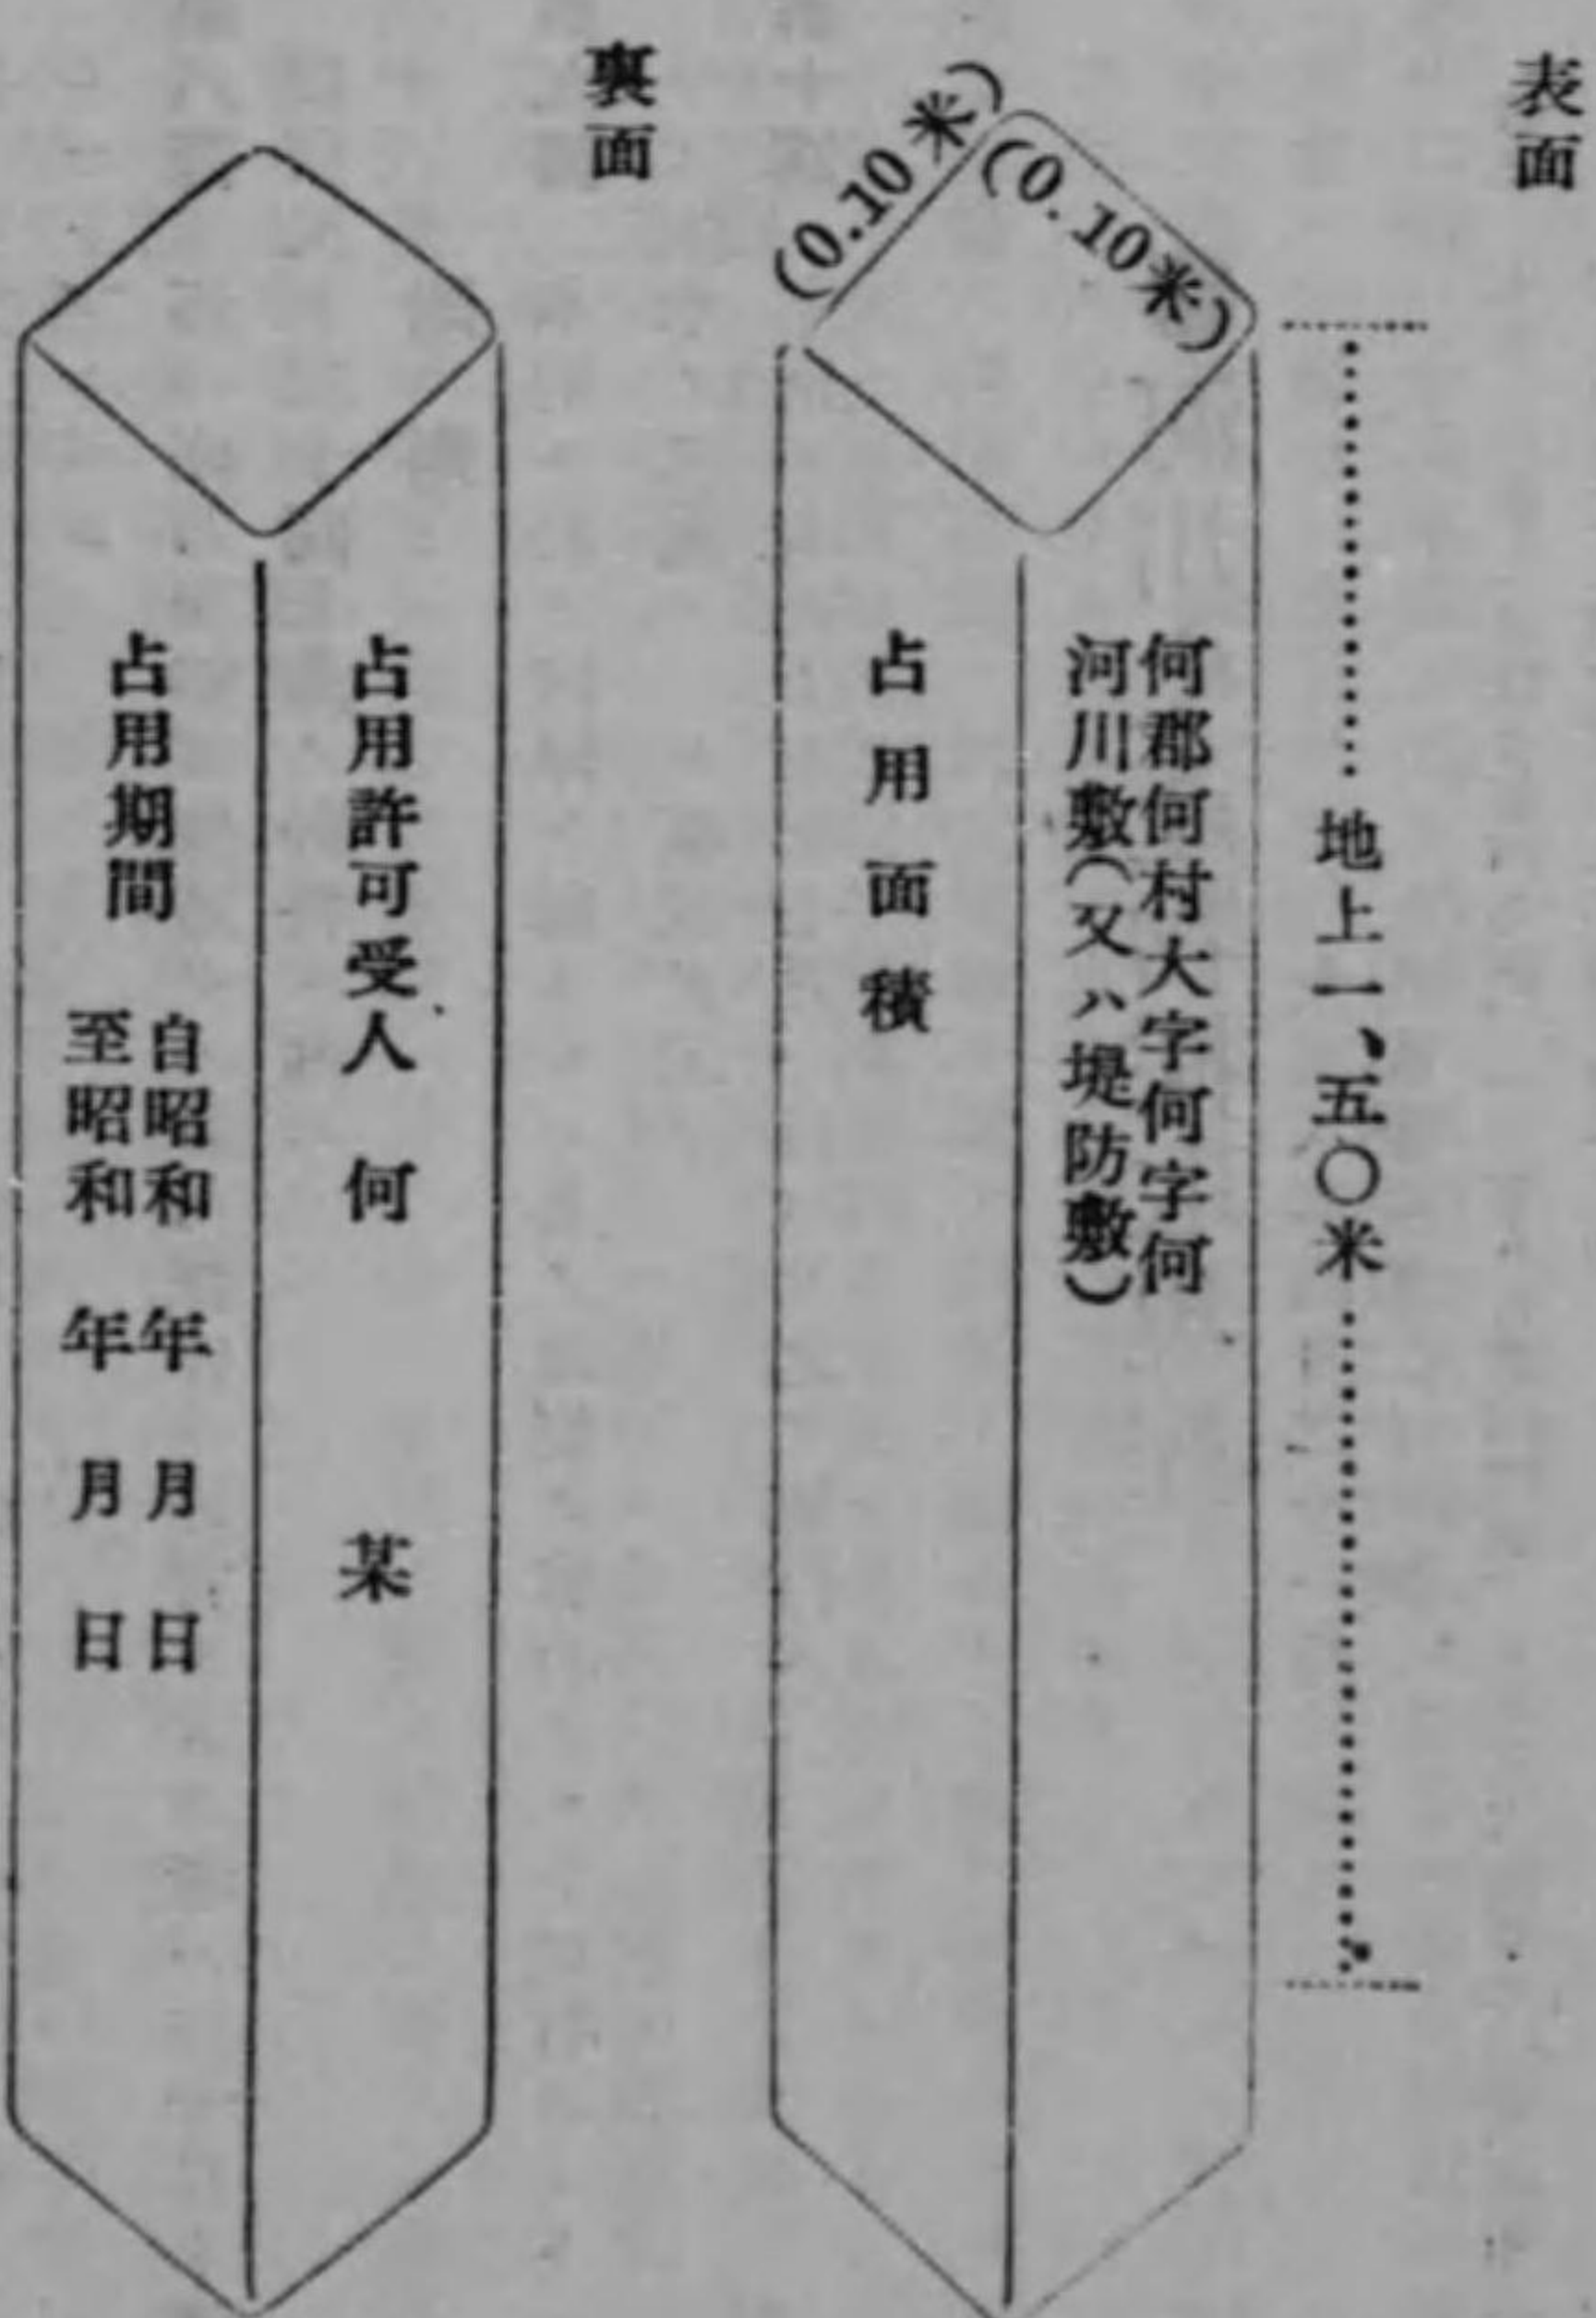 表面
地上一、五〇米
(0.10米)
(0.10米)
何郡何村大字何字何
河川敷(又ハ堤防敷)
占用面積
裏面
占用許可受人　何　某
占用期間
自昭和　年　月　日
至昭和　年　月　日